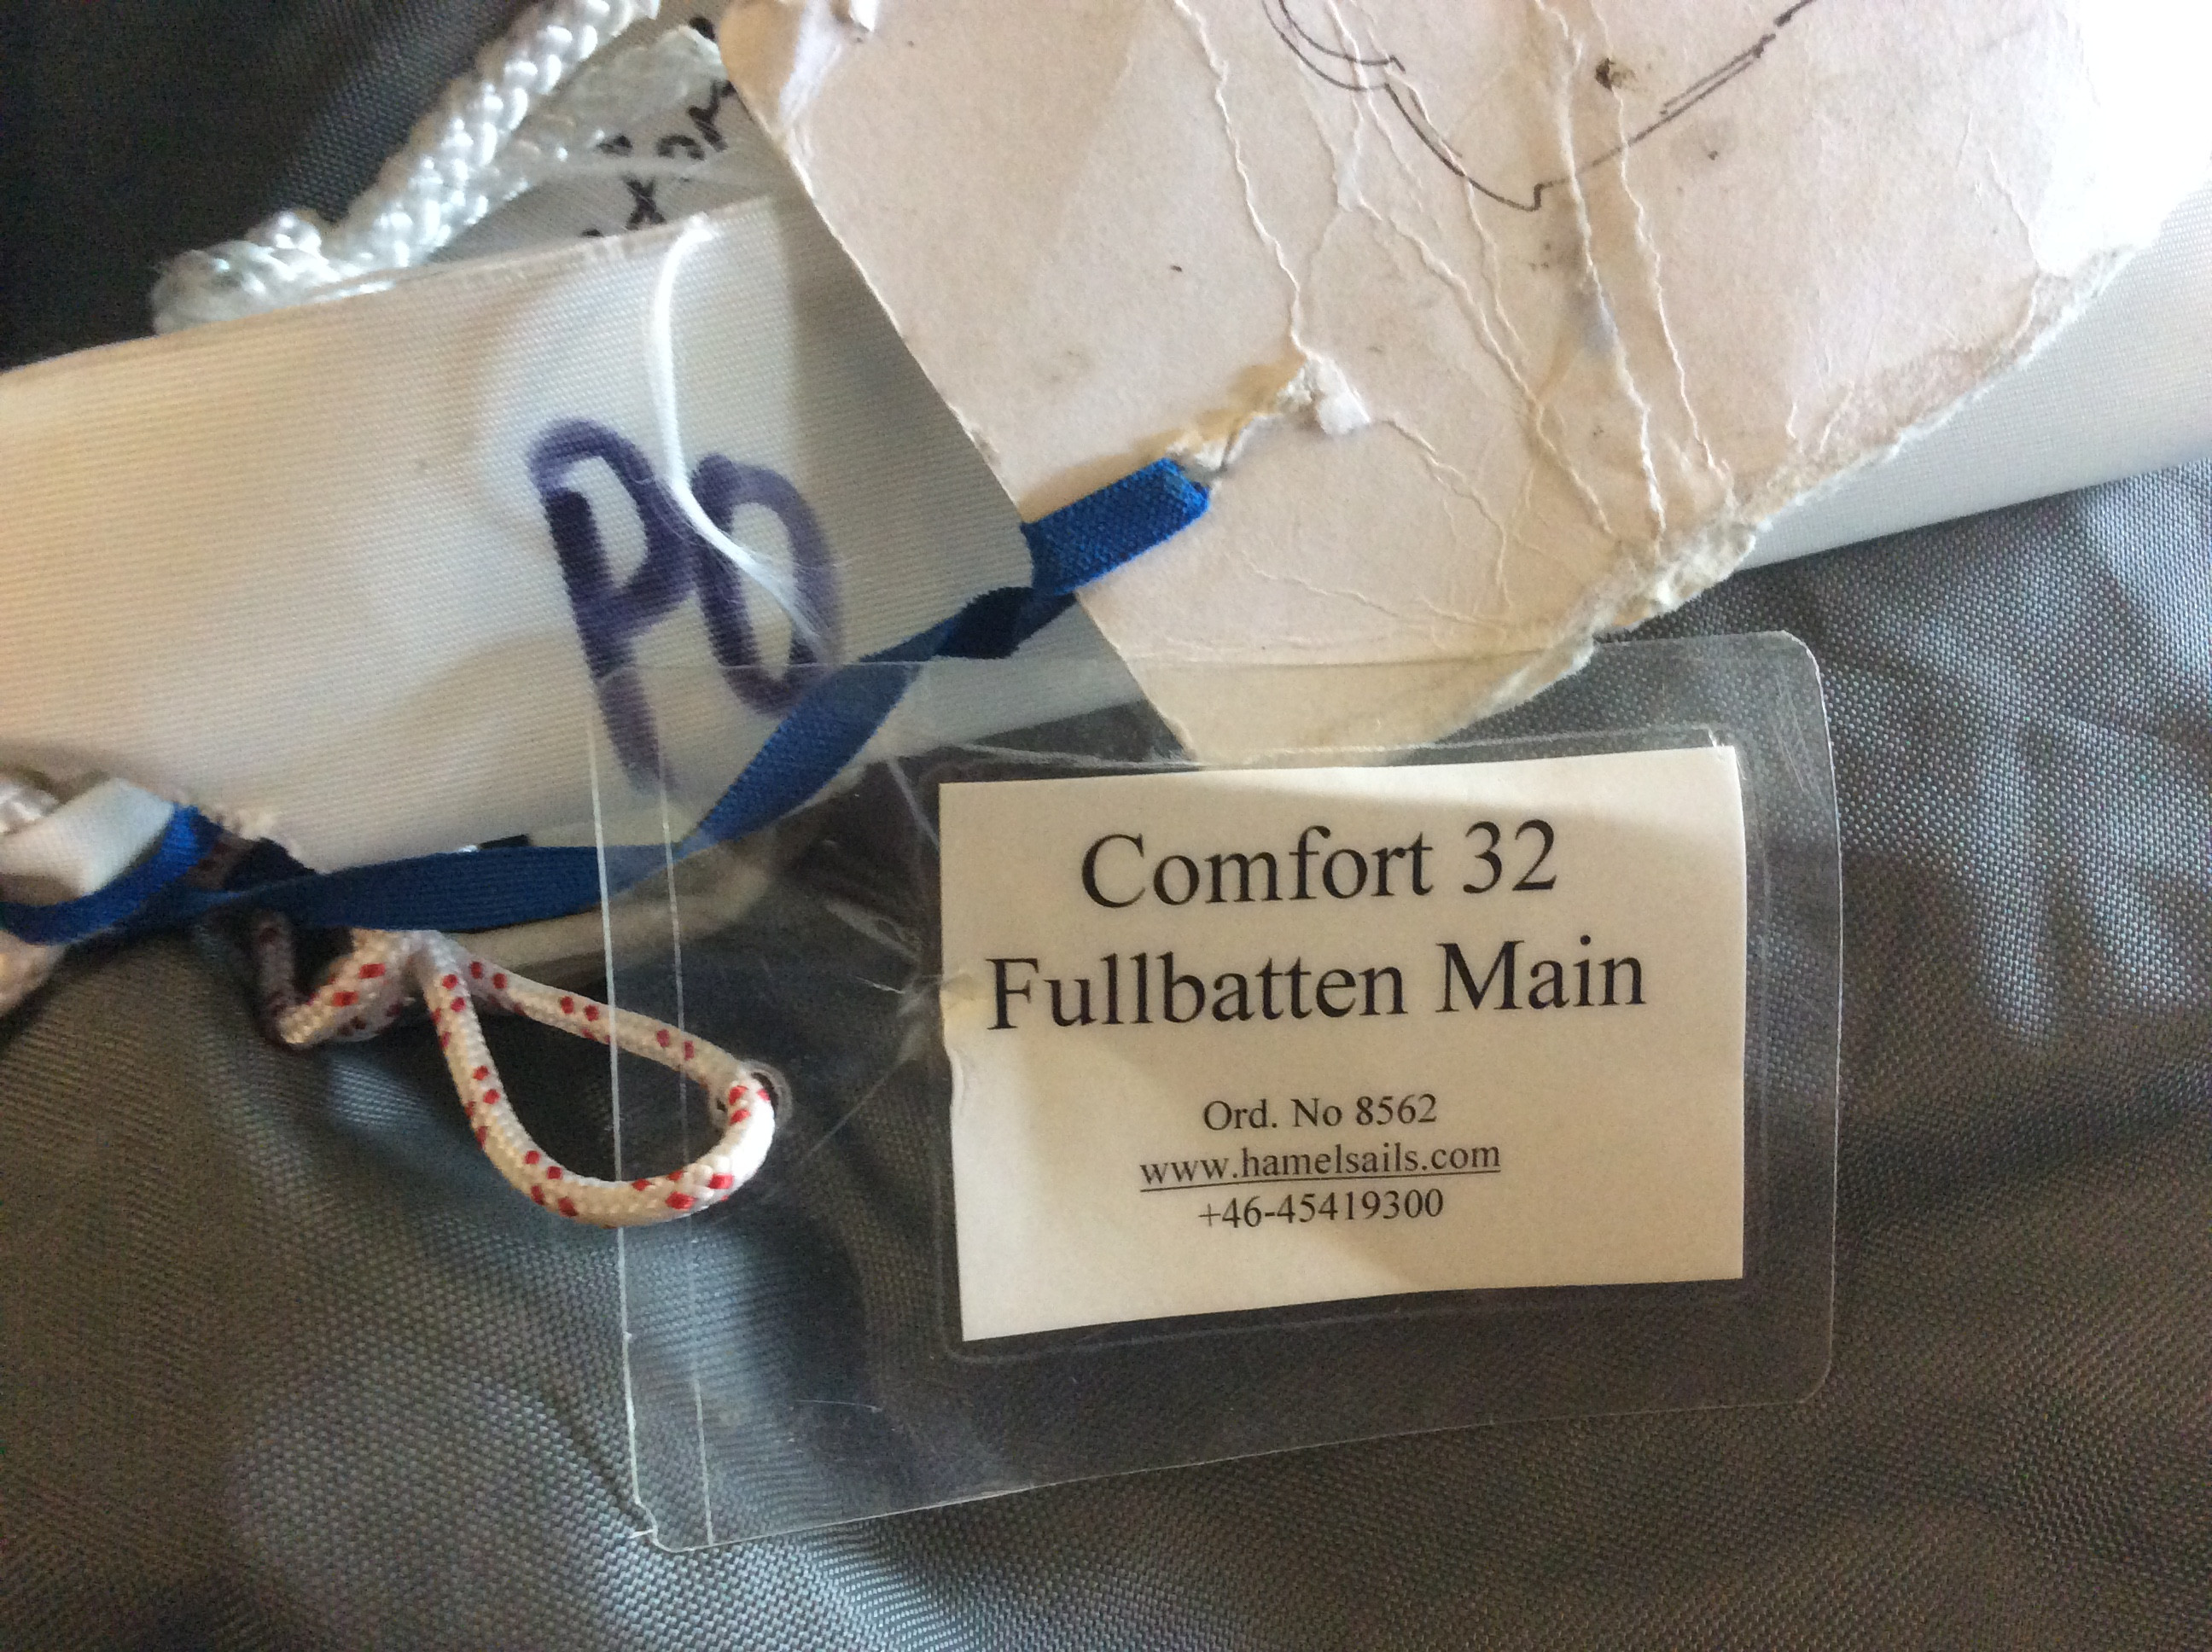 PO
Comfort 32
Fullbatten Main
Ord. No 8562
www.hamelsails.com
+46-45419300